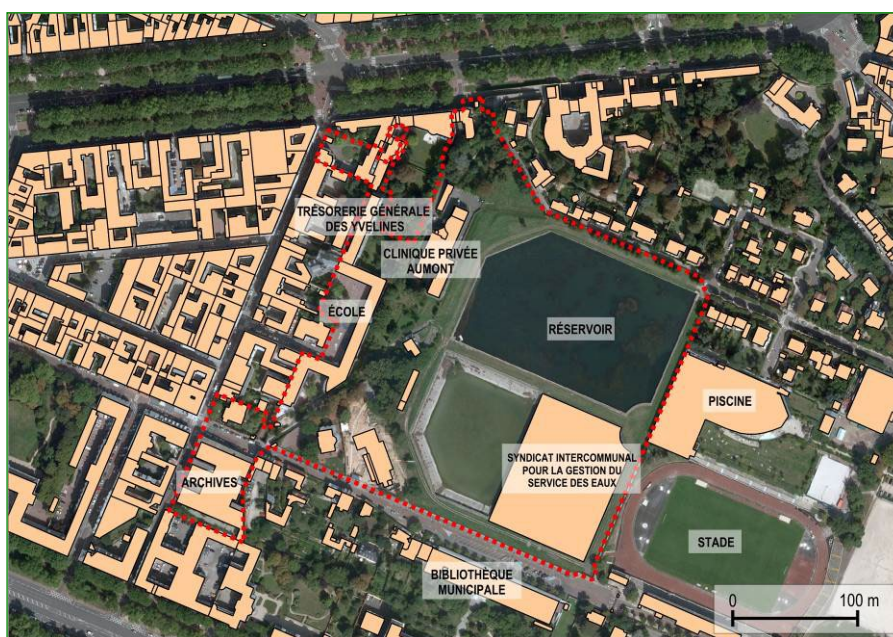 TRÉSORERIE GÉNÉRALE
DES YVELINES
CLINIQUE PRIVÉE
AUMONT
ÉCOLE
RÉSERVOIR
PISCINE
SYNDICAT INTERCOMMUNAL
POUR LA GESTION DU
SERVICE DES EAUX
ARCHIVES
STADE
BIBLIOTHÈQUE
MUNICIPALE
0
100 m